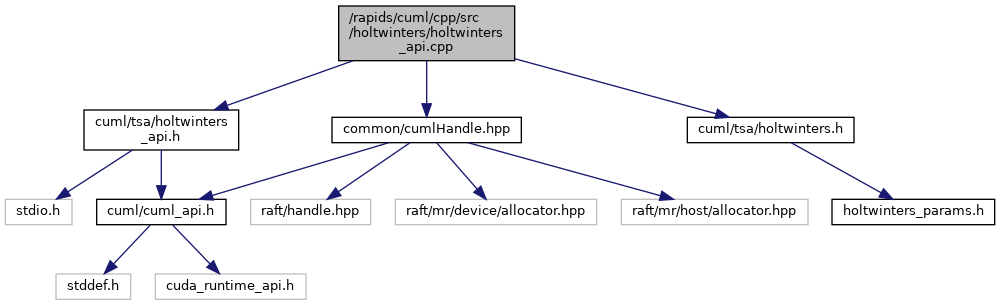 /rapids/cuml/cpp/src
/holtwinters/holtwinters
_api.cpp
cuml/tsa/holtwinters
_api.h
common/cumlHandle.hpp
cuml/tsa/holtwinters.h
stdio.h
cuml/cuml_api.h
raft/handle.hpp
raft/mr/device/allocator.hpp
raft/mr/host/allocator.hpp
holtwinters_params.h
stddef.h
cuda_runtime_api.h